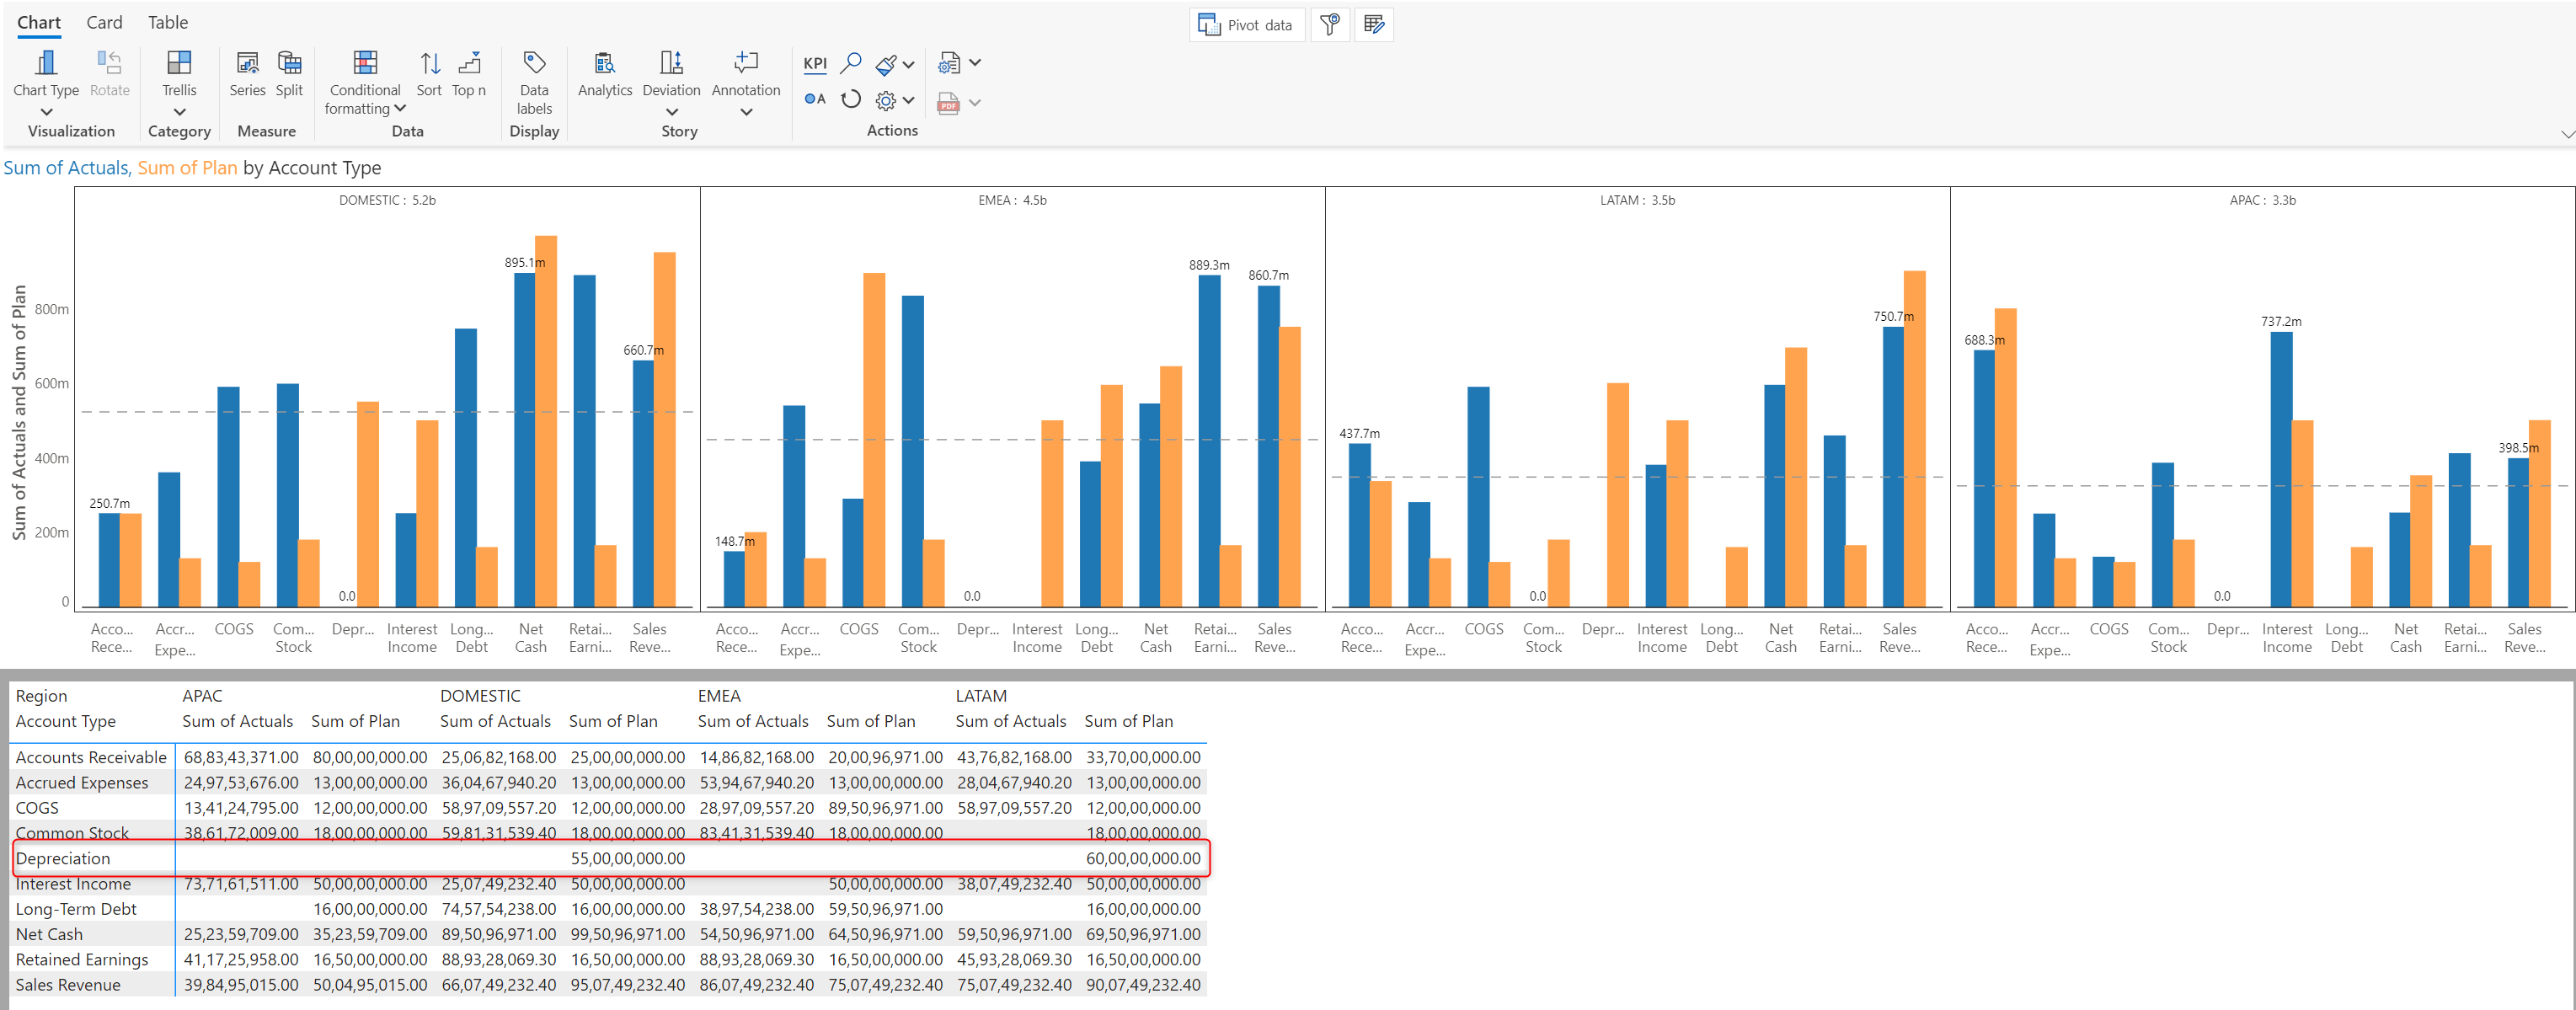 Chart Card Table
Pivot data
Chart Type Rotate Trellis Series Split Conditional formatting Sort Top n Data labels Analytics Deviation Annotation KPI
A
PDF
Visualization Category Measure Data Display Story Actions
Sum of Actuals, Sum of Plan by Account Type
DOMESTIC : 5.2b
EMEA : 4.5b
LATAM : 3.5b
APAC : 3.3b
Sum of Actuals and Sum of Plan
800m
600m
400m
200m
0
250.7m 0.0 895.1m 660.7m
148.7m 0.0 889.3m 860.7m
437.7m 0.0 750.7m
688.3m 0.0 737.2m 398.5m
Acco... Rece... Accr... Expe... COGS Com... Stock Depr... Interest Income Long... Debt Net Cash Retai... Earni... Sales Reve...
Acco... Rece... Accr... Expe... COGS Com... Stock Depr... Interest Income Long... Debt Net Cash Retai... Earni... Sales Reve...
Acco... Rece... Accr... Expe... COGS Com... Stock Depr... Interest Income Long... Debt Net Cash Retai... Earni... Sales Reve...
Acco... Rece... Accr... Expe... COGS Com... Stock Depr... Interest Income Long... Debt Net Cash Retai... Earni... Sales Reve...
Region APAC DOMESTIC EMEA LATAM
Account Type Sum of Actuals Sum of Plan Sum of Actuals Sum of Plan Sum of Actuals Sum of Plan Sum of Actuals Sum of Plan
Accounts Receivable 68,83,43,371.00 80,00,00,000.00 25,06,82,168.00 25,00,00,000.00 14,86,82,168.00 20,00,96,971.00 43,76,82,168.00 33,70,00,000.00
Accrued Expenses 24,97,53,676.00 13,00,00,000.00 36,04,67,940.20 13,00,00,000.00 53,94,67,940.20 13,00,00,000.00 28,04,67,940.20 13,00,00,000.00
COGS 13,41,24,795.00 12,00,00,000.00 58,97,09,557.20 12,00,00,000.00 28,97,09,557.20 89,50,96,971.00 58,97,09,557.20 12,00,00,000.00
Common Stock 38,61,72,009.00 18,00,00,000.00 59,81,31,539.40 18,00,00,000.00 83,41,31,539.40 18,00,00,000.00 18,00,00,000.00
Depreciation 55,00,00,000.00 60,00,00,000.00
Interest Income 73,71,61,511.00 50,00,00,000.00 25,07,49,232.40 50,00,00,000.00 50,00,00,000.00 38,07,49,232.40 50,00,00,000.00
Long-Term Debt 16,00,00,000.00 74,57,54,238.00 16,00,00,000.00 38,97,54,238.00 59,50,96,971.00 16,00,00,000.00
Net Cash 25,23,59,709.00 35,23,59,709.00 89,50,96,971.00 99,50,96,971.00 54,50,96,971.00 64,50,96,971.00 59,50,96,971.00 69,50,96,971.00
Retained Earnings 41,17,25,958.00 16,50,00,000.00 88,93,28,069.30 16,50,00,000.00 88,93,28,069.30 16,50,00,000.00 45,93,28,069.30 16,50,00,000.00
Sales Revenue 39,84,95,015.00 50,04,95,015.00 66,07,49,232.40 95,07,49,232.40 86,07,49,232.40 75,07,49,232.40 75,07,49,232.40 90,07,49,232.40